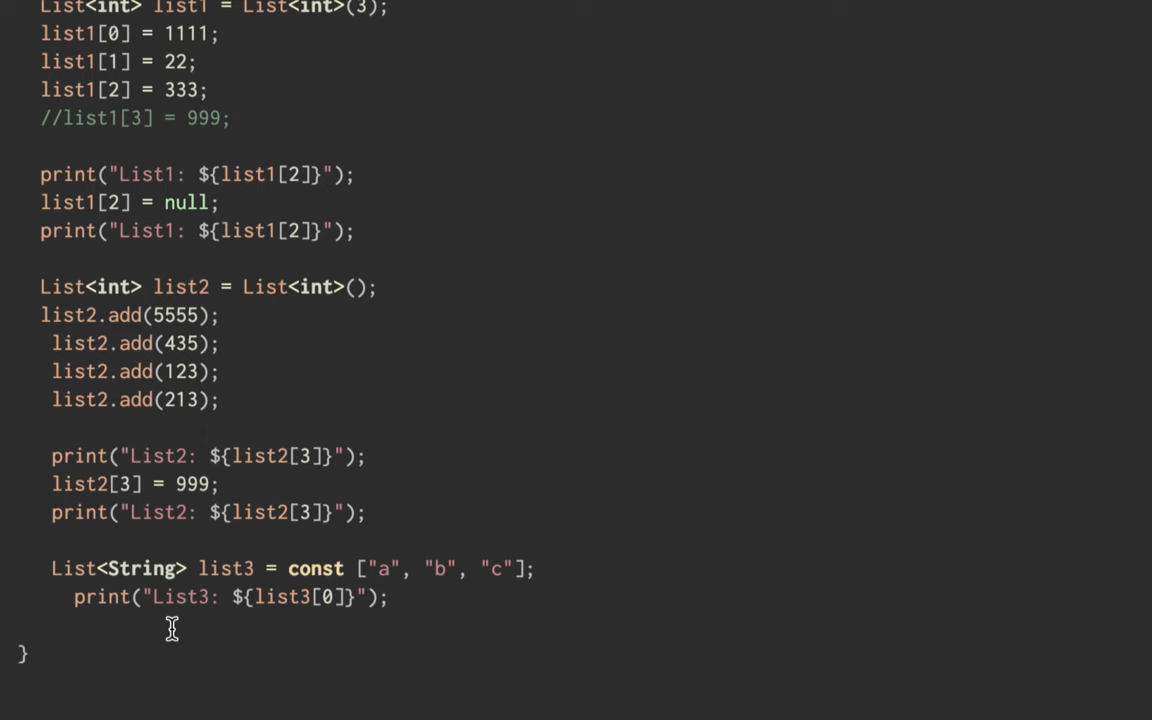 List<int> list1 = List<int>(3);
list1[0] = 1111;
list1[1] = 22;
list1[2] = 333;
//list1[3] = 999;
print("List1: ${list1[2]}");
list1[2] = null;
print("List1: ${list1[2]}");
List<int> list2 = List<int>();
list2.add(5555);
list2.add(435);
list2.add(123);
list2.add(213);
print("List2: ${list2[3]}");
list2[3] = 999;
print("List2: ${list2[3]}");
List<String> list3 = const ["a", "b", "c"];
print("List3: ${list3[0]}");
}